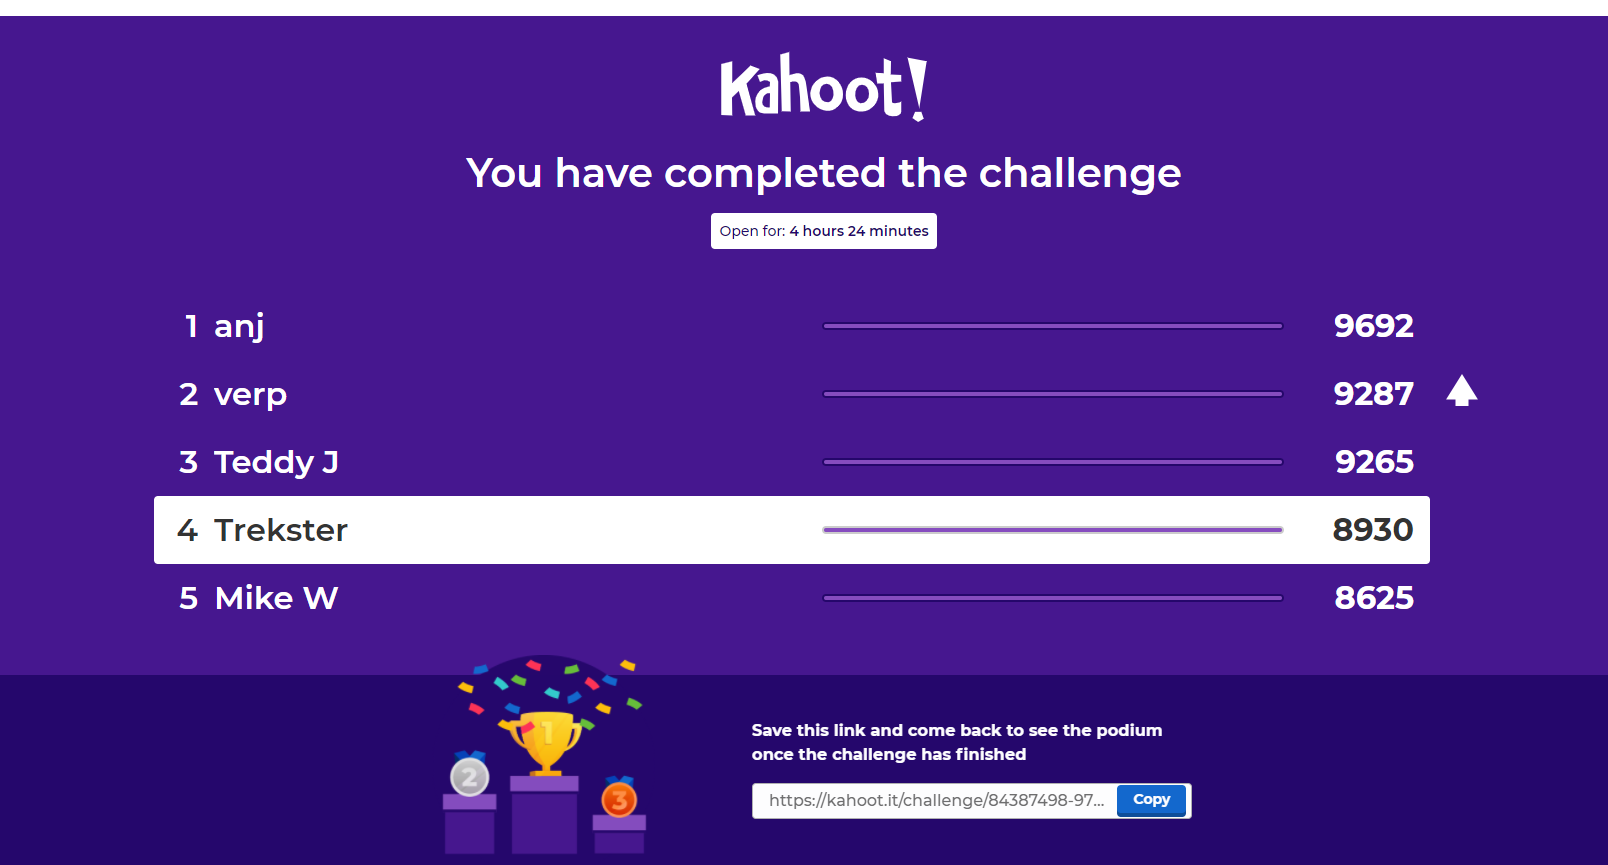 Kahoot!
You have completed the challenge
Open for: 4 hours 24 minutes
1 anj 9692
2 verp 9287
3 Teddy J 9265
4 Trekster 8930
5 Mike W 8625
1
2
3
Save this link and come back to see the podium
once the challenge has finished
https://kahoot.it/challenge/84387498-97... Copy